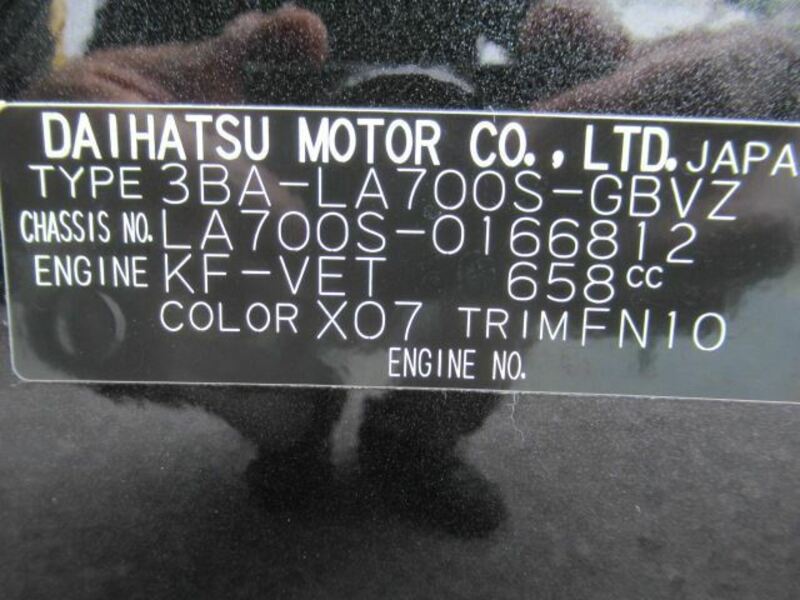 DAIHATSU MOTOR CO., LTD. JAPA
TYPE 3BA-LA700S-GBVZ
CHASSIS NO. LA700S-0166812
ENGINE KF-VET 658cc
COLOR X07 TRIM FN10
ENGINE NO.